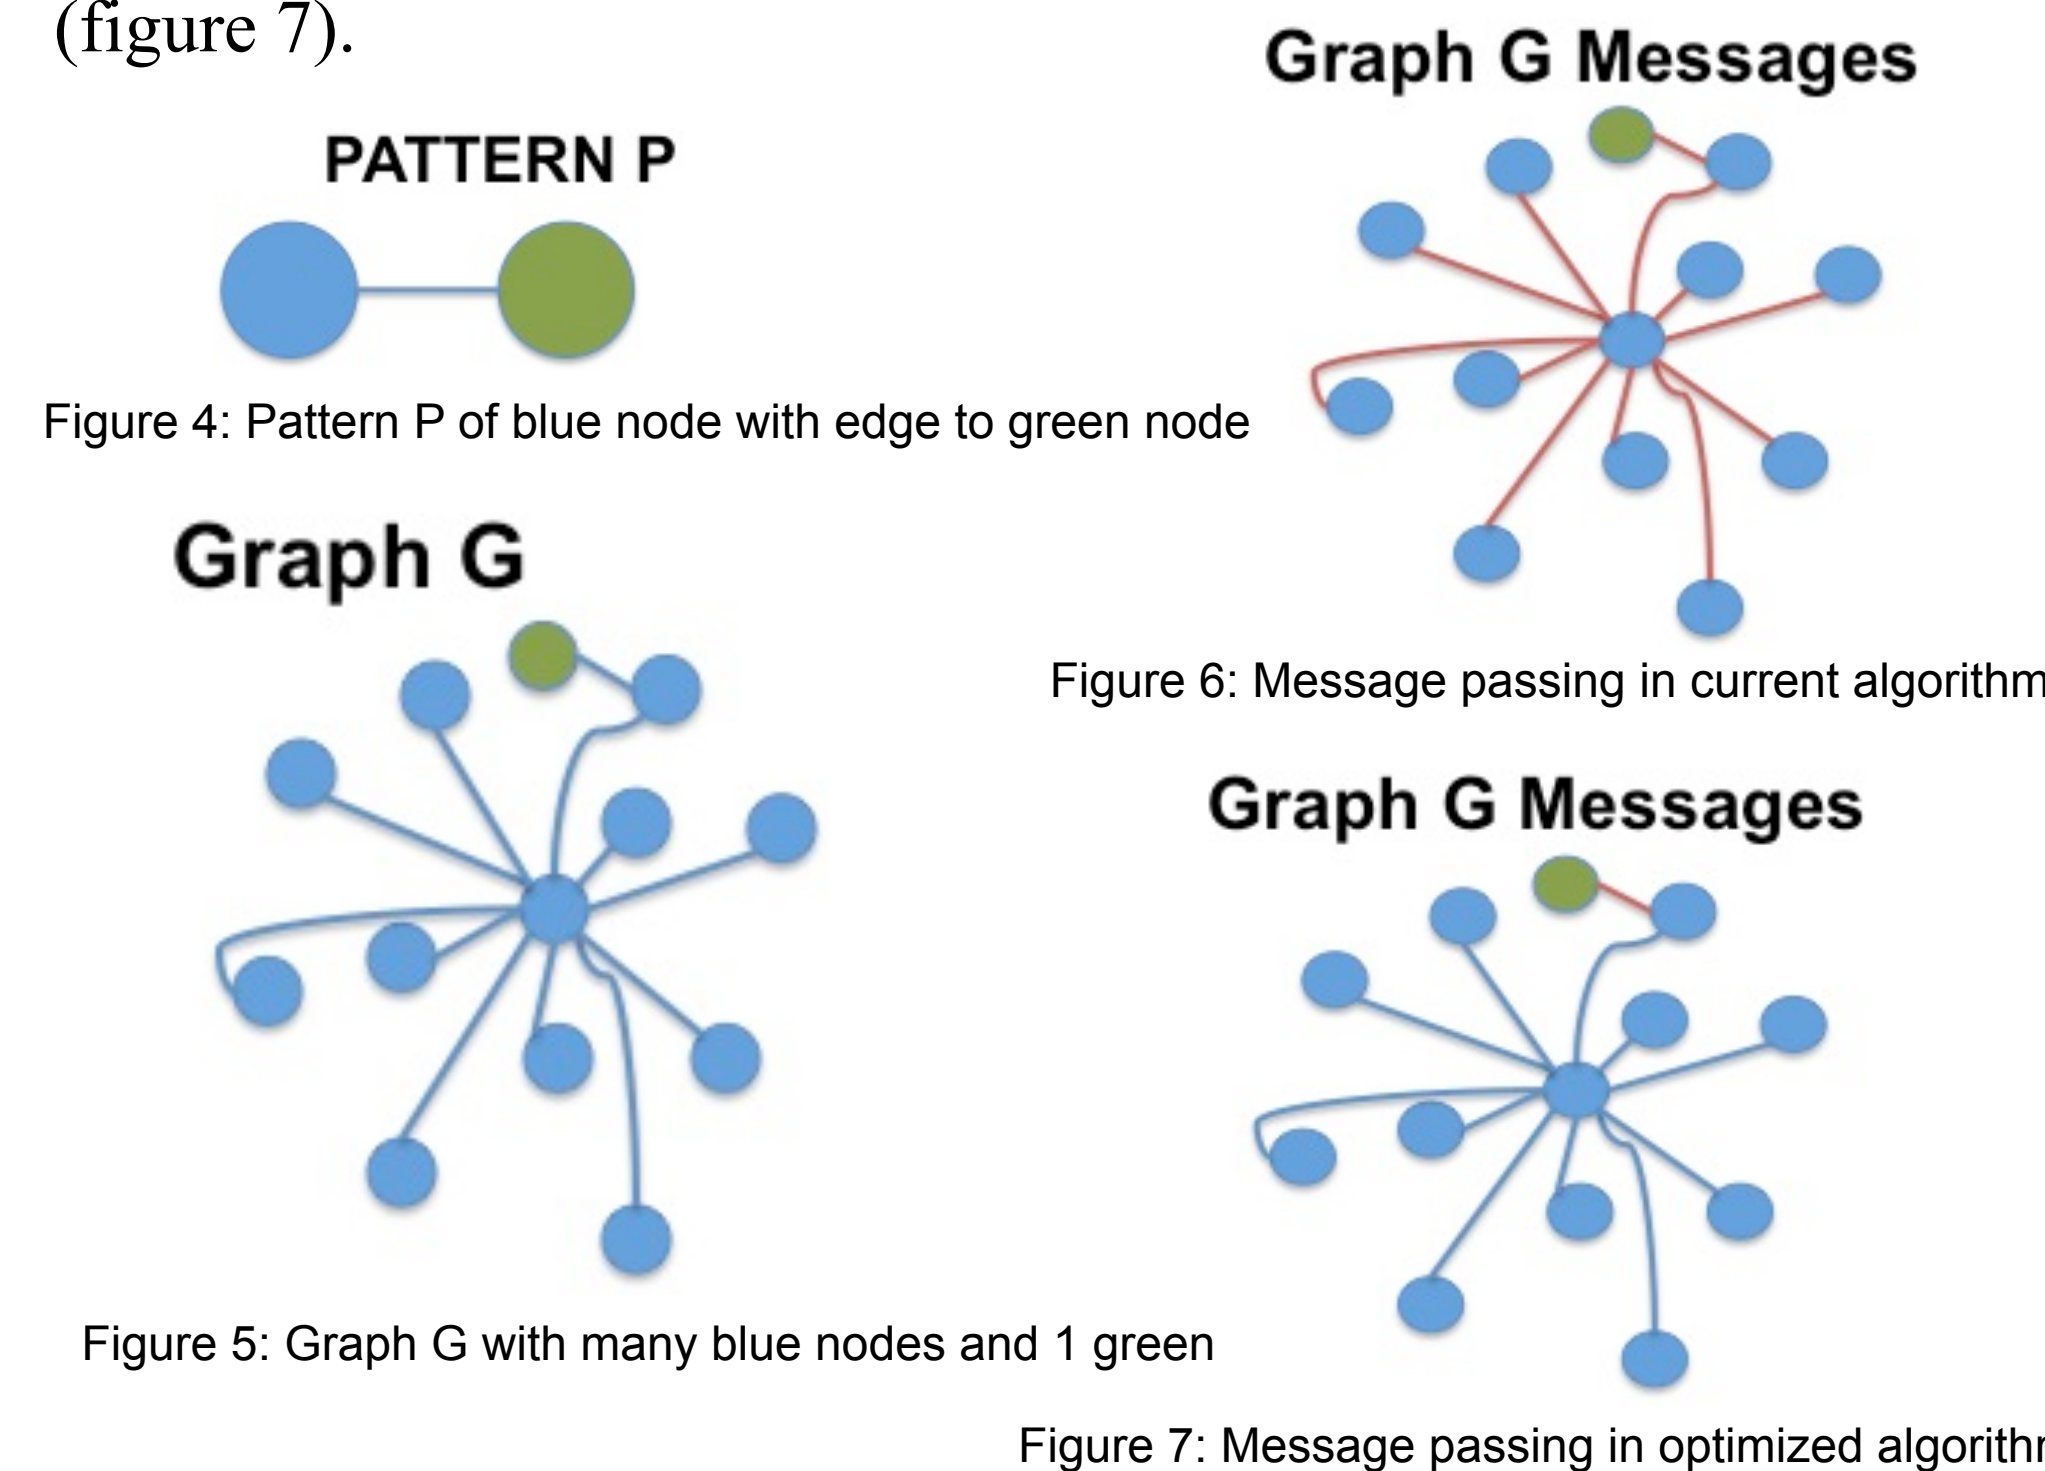 (figure 7).
PATTERN P
Figure 4: Pattern P of blue node with edge to green node
Graph G
Figure 5: Graph G with many blue nodes and 1 green
Graph G Messages
Figure 6: Message passing in current algorithm
Graph G Messages
Figure 7: Message passing in optimized